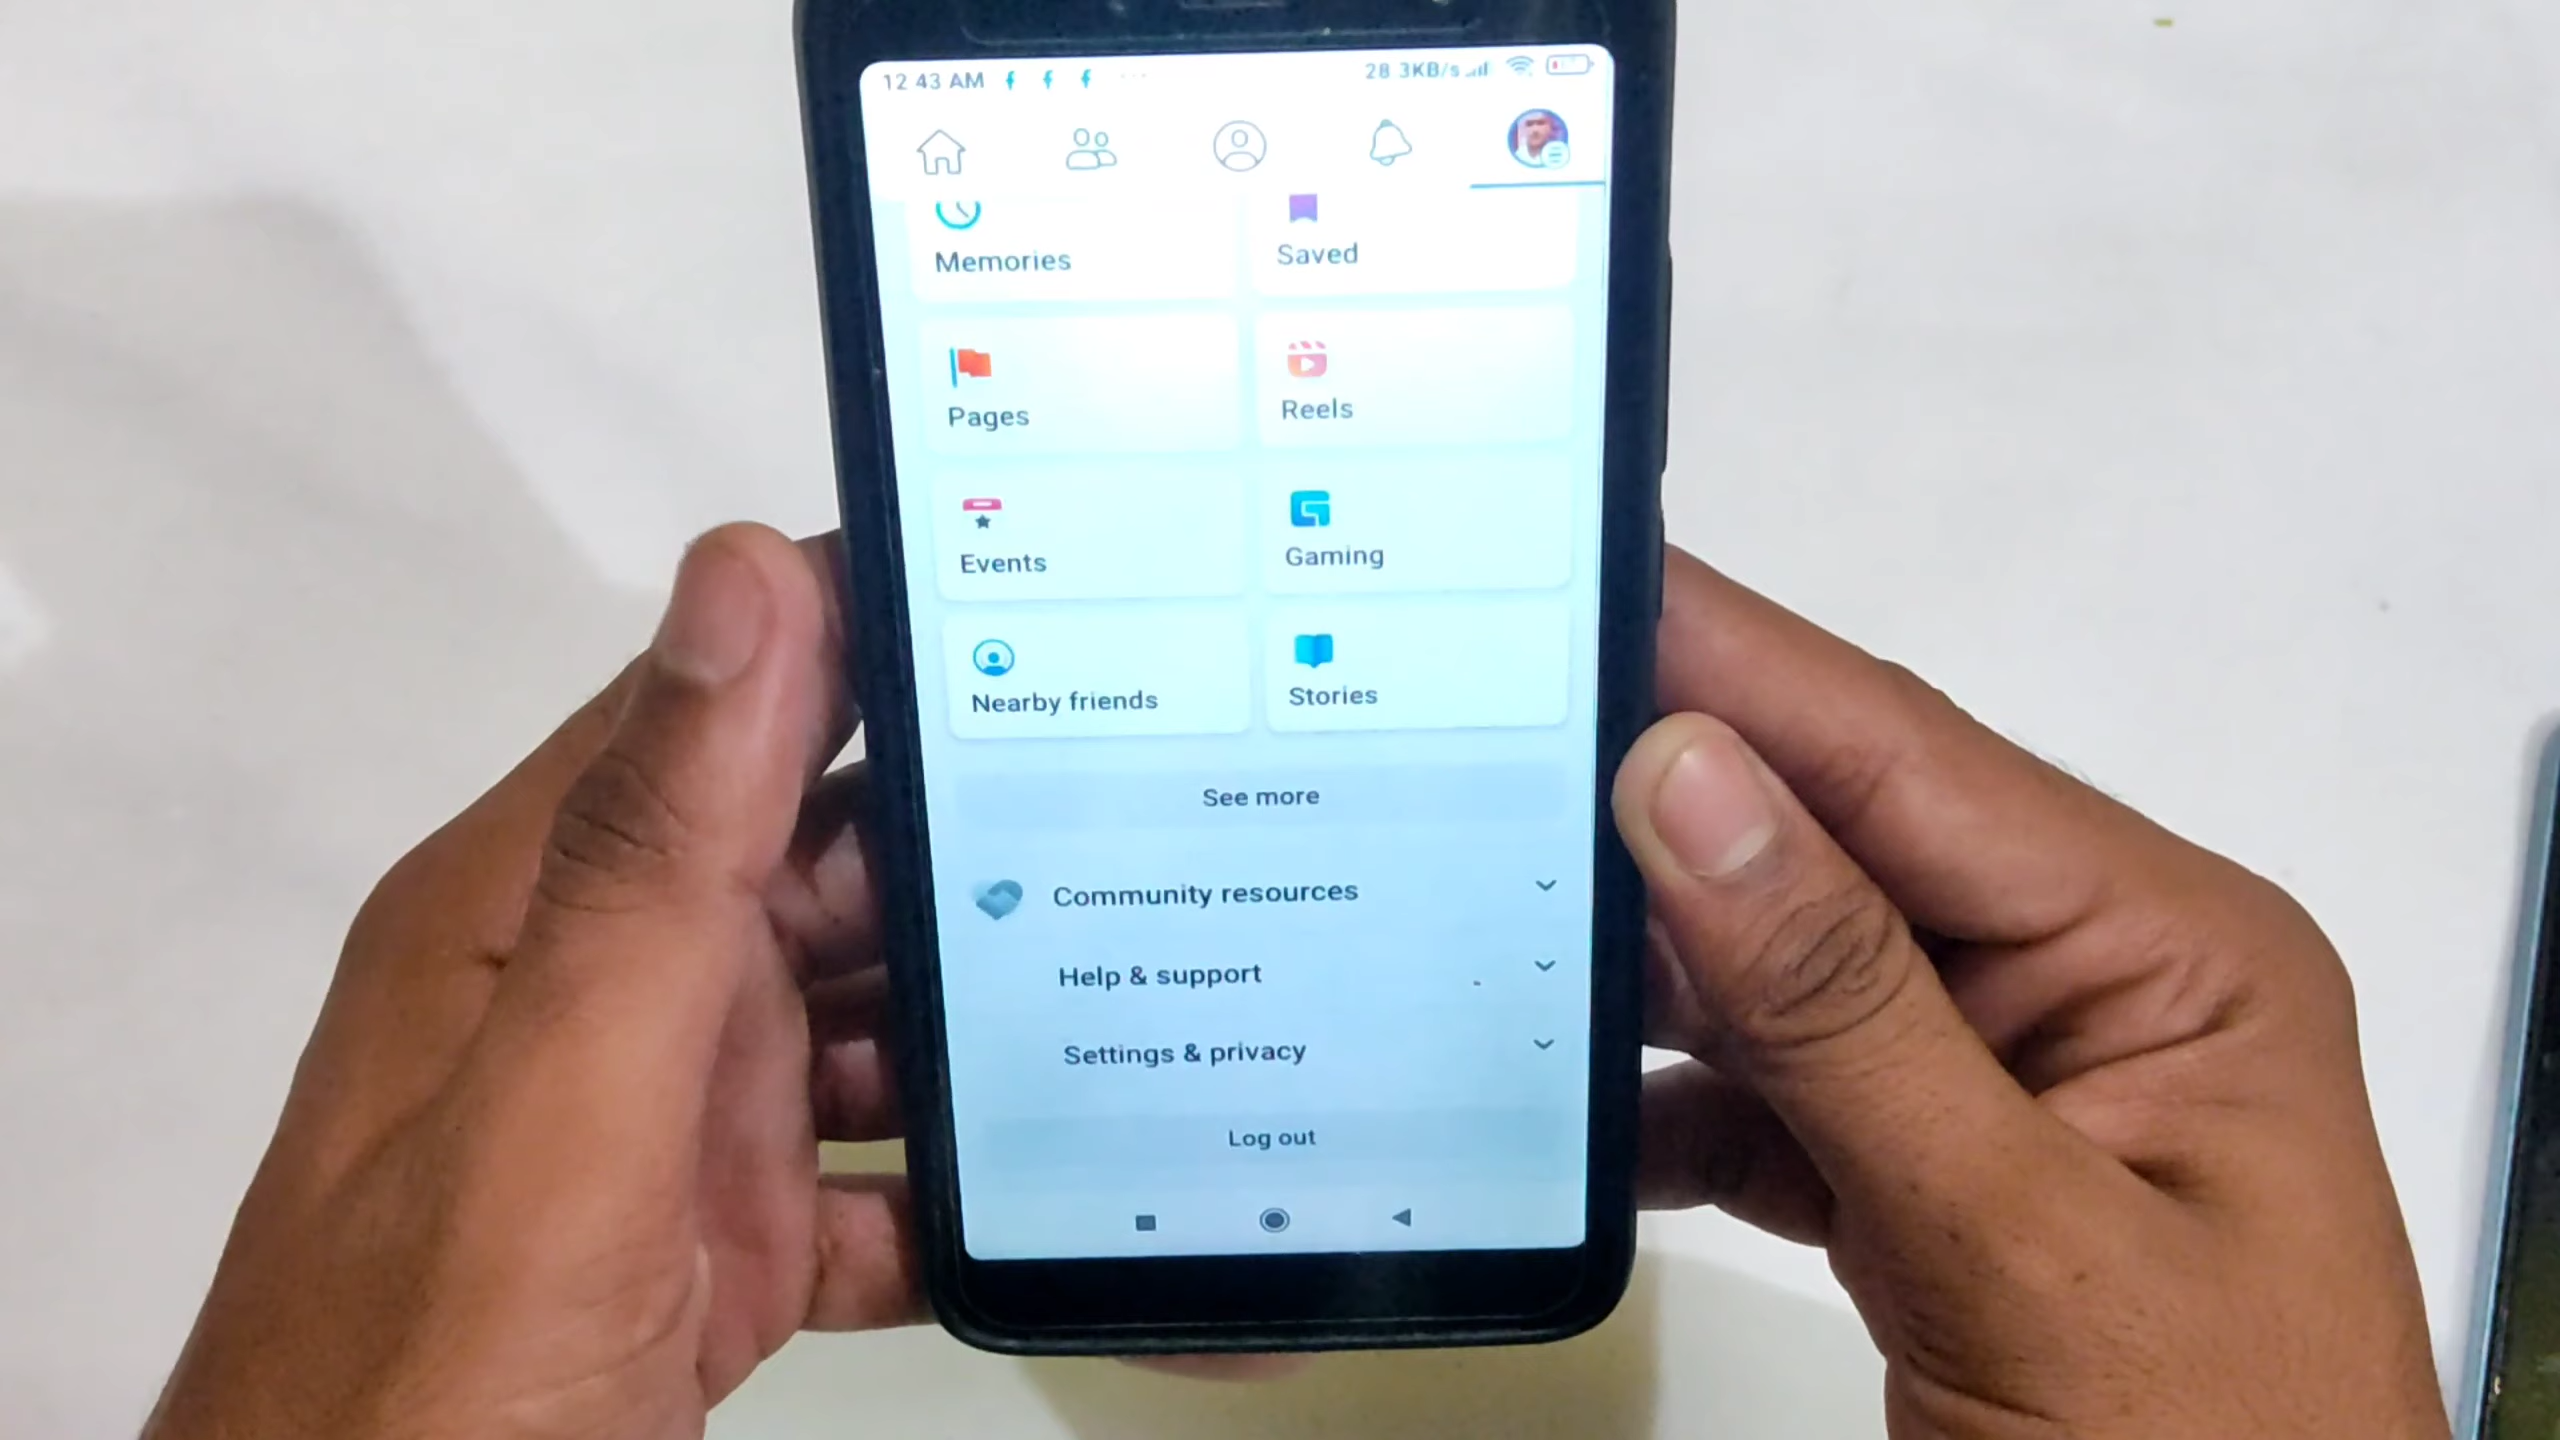 12 43 AM
28 3KB/s
Memories
Saved
Pages
Reels
Events
Gaming
Nearby friends
Stories
See more
Community resources
Help & support
Settings & privacy
Log out